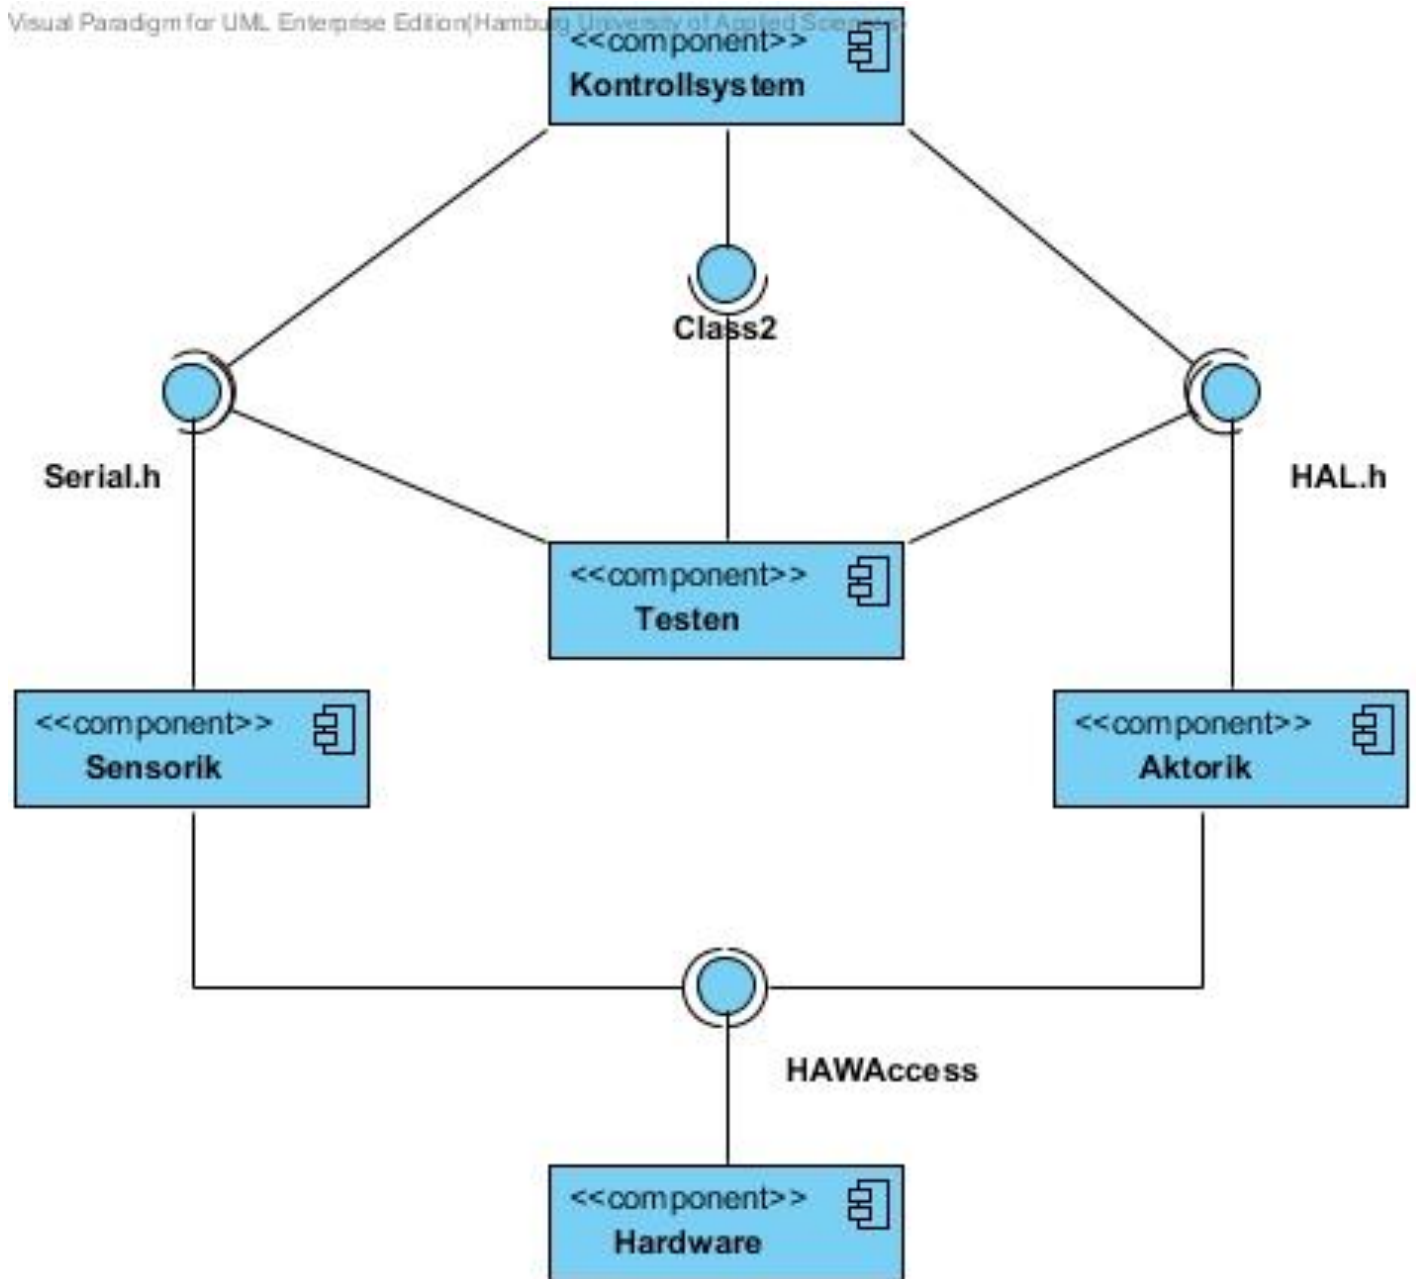 Visual Paradigm for UML Enterprise Edition(Hamburg University of Applied Sciences)
<<component>>
Kontrollsystem
Class2
Serial.h
HAL.h
<<component>>
Testen
<<component>>
Sensorik
<<component>>
Aktorik
HAWAccess
<<component>>
Hardware